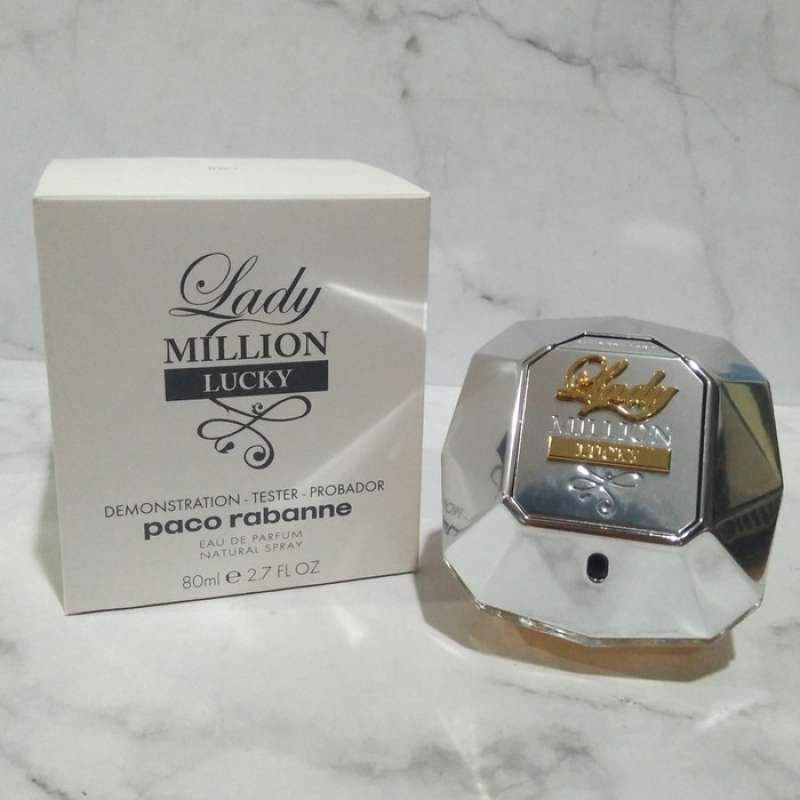 Lady
MILLION
LUCKY
DEMONSTRATION - TESTER - PROBADOR
paco rabanne
EAU DE PARFUM
NATURAL SPRAY
80ml e 2.7 FL OZ
Lady
MILLION
LUCKY